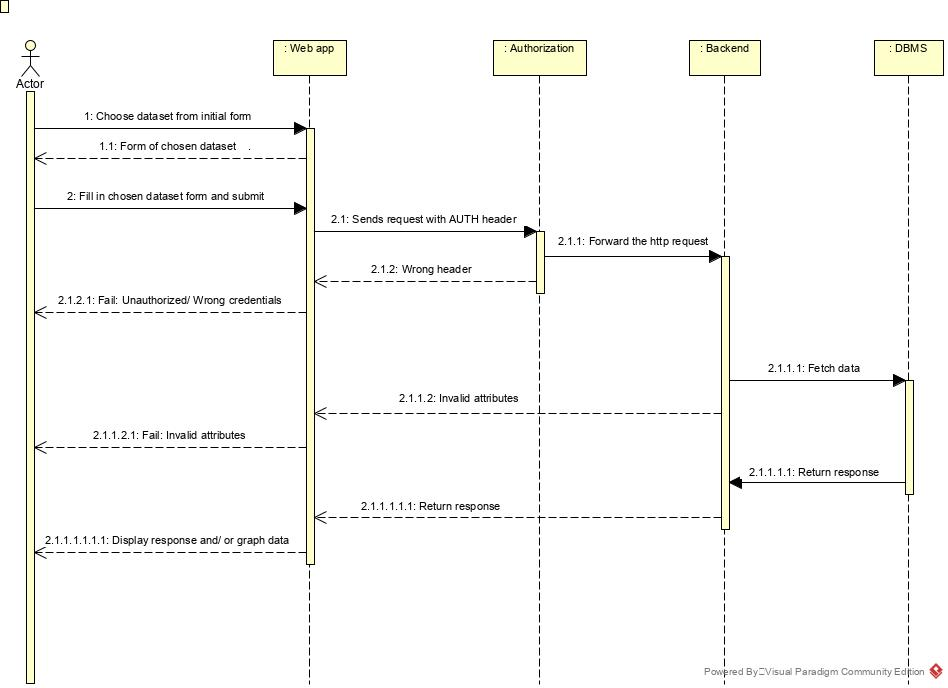 : Web app
: Authorization
: Backend
: DBMS
Actor
1: Choose dataset from initial form
1.1: Form of chosen dataset .
2: Fill in chosen dataset form and submit
2.1: Sends request with AUTH header
2.1.1: Forward the http request
2.1.2: Wrong header
2.1.2.1: Fail: Unauthorized/ Wrong credentials
2.1.1.1: Fetch data
2.1.1.2: Invalid attributes
2.1.1.2.1: Fail: Invalid attributes
2.1.1.1.1: Return response
2.1.1.1.1.1: Return response
2.1.1.1.1.1.1: Display response and/ or graph data
Powered By Visual Paradigm Community Edition